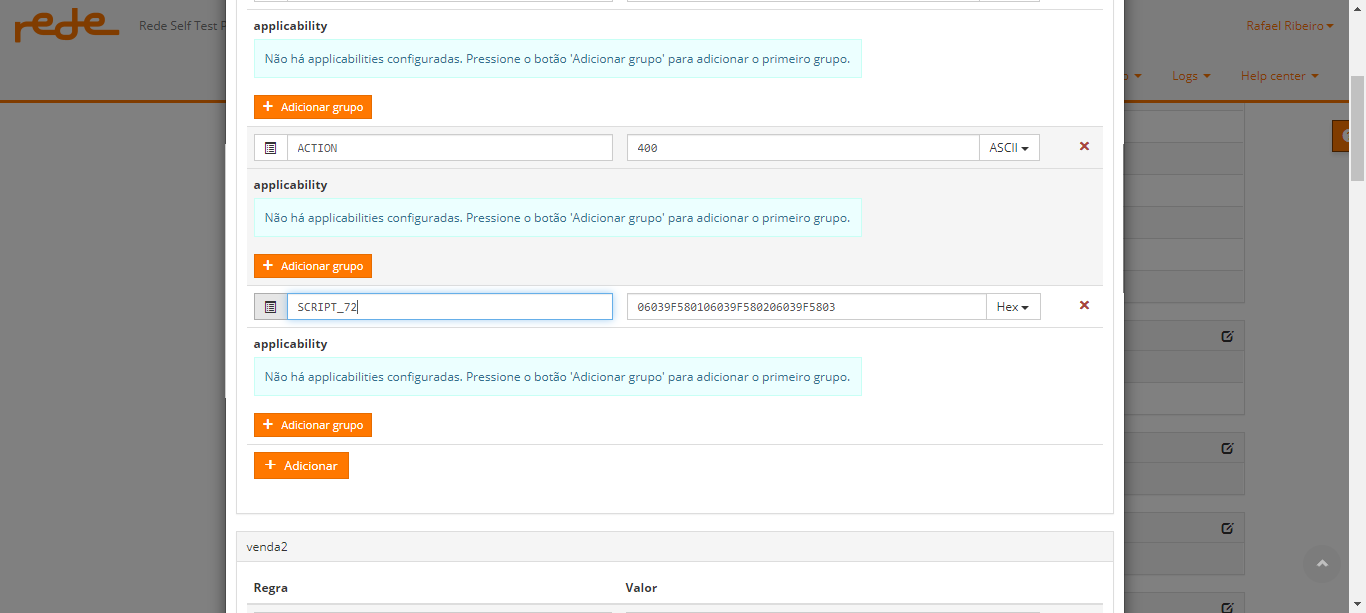 rede Rede Self Test P Rafael Ribeiro
applicability
Não há applicabilities configuradas. Pressione o botão 'Adicionar grupo' para adicionar o primeiro grupo.
Logs Help center
+ Adicionar grupo
ACTION 400 ASCII
applicability
Não há applicabilities configuradas. Pressione o botão 'Adicionar grupo' para adicionar o primeiro grupo.
+ Adicionar grupo
SCRIPT_72 06039F580106039F580206039F5803 Hex
applicability
Não há applicabilities configuradas. Pressione o botão 'Adicionar grupo' para adicionar o primeiro grupo.
+ Adicionar grupo
+ Adicionar
venda2
Regra Valor